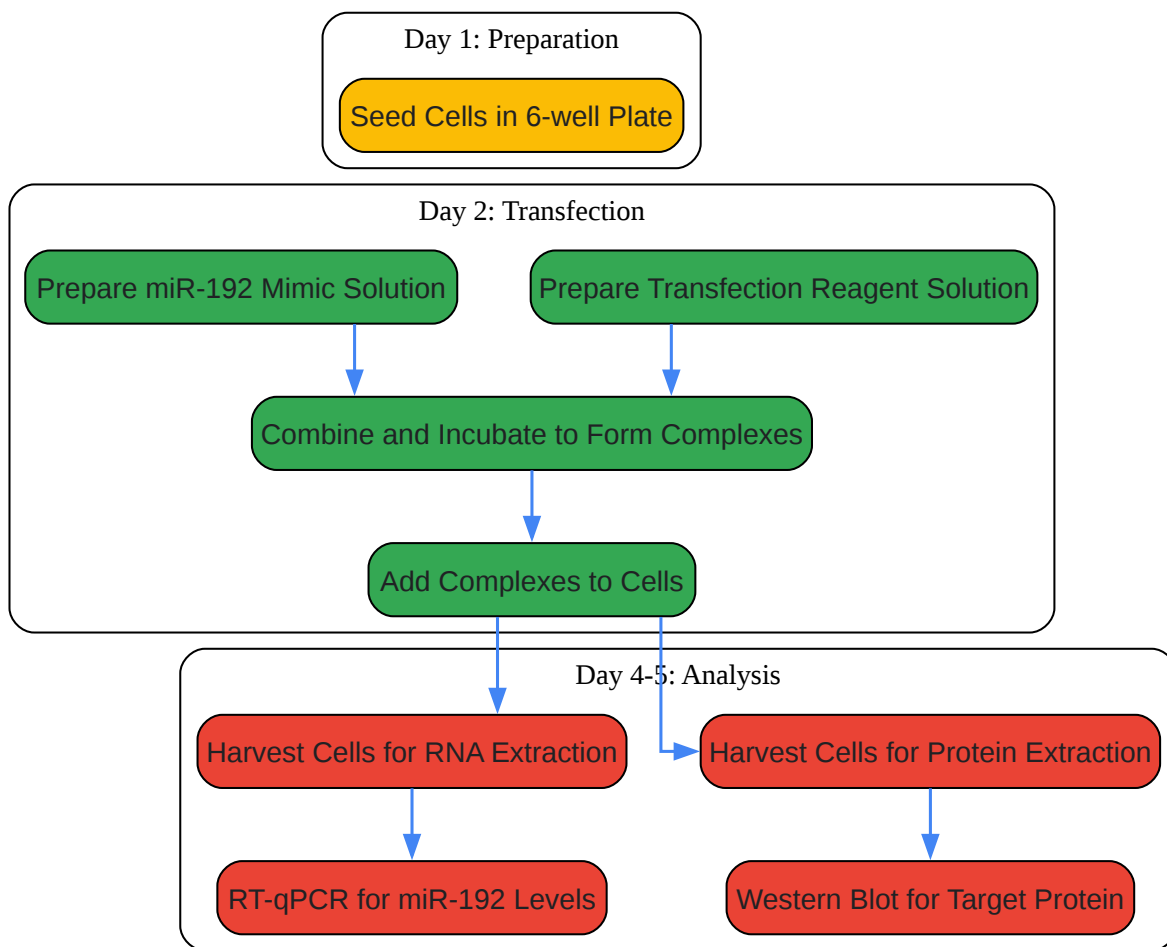 Day 1: Preparation
Seed Cells in 6-well Plate
Day 2: Transfection
Prepare miR-192 Mimic Solution
Prepare Transfection Reagent Solution
Combine and Incubate to Form Complexes
Add Complexes to Cells
Day 4-5: Analysis
Harvest Cells for RNA Extraction
Harvest Cells for Protein Extraction
RT-qPCR for miR-192 Levels
Western Blot for Target Protein